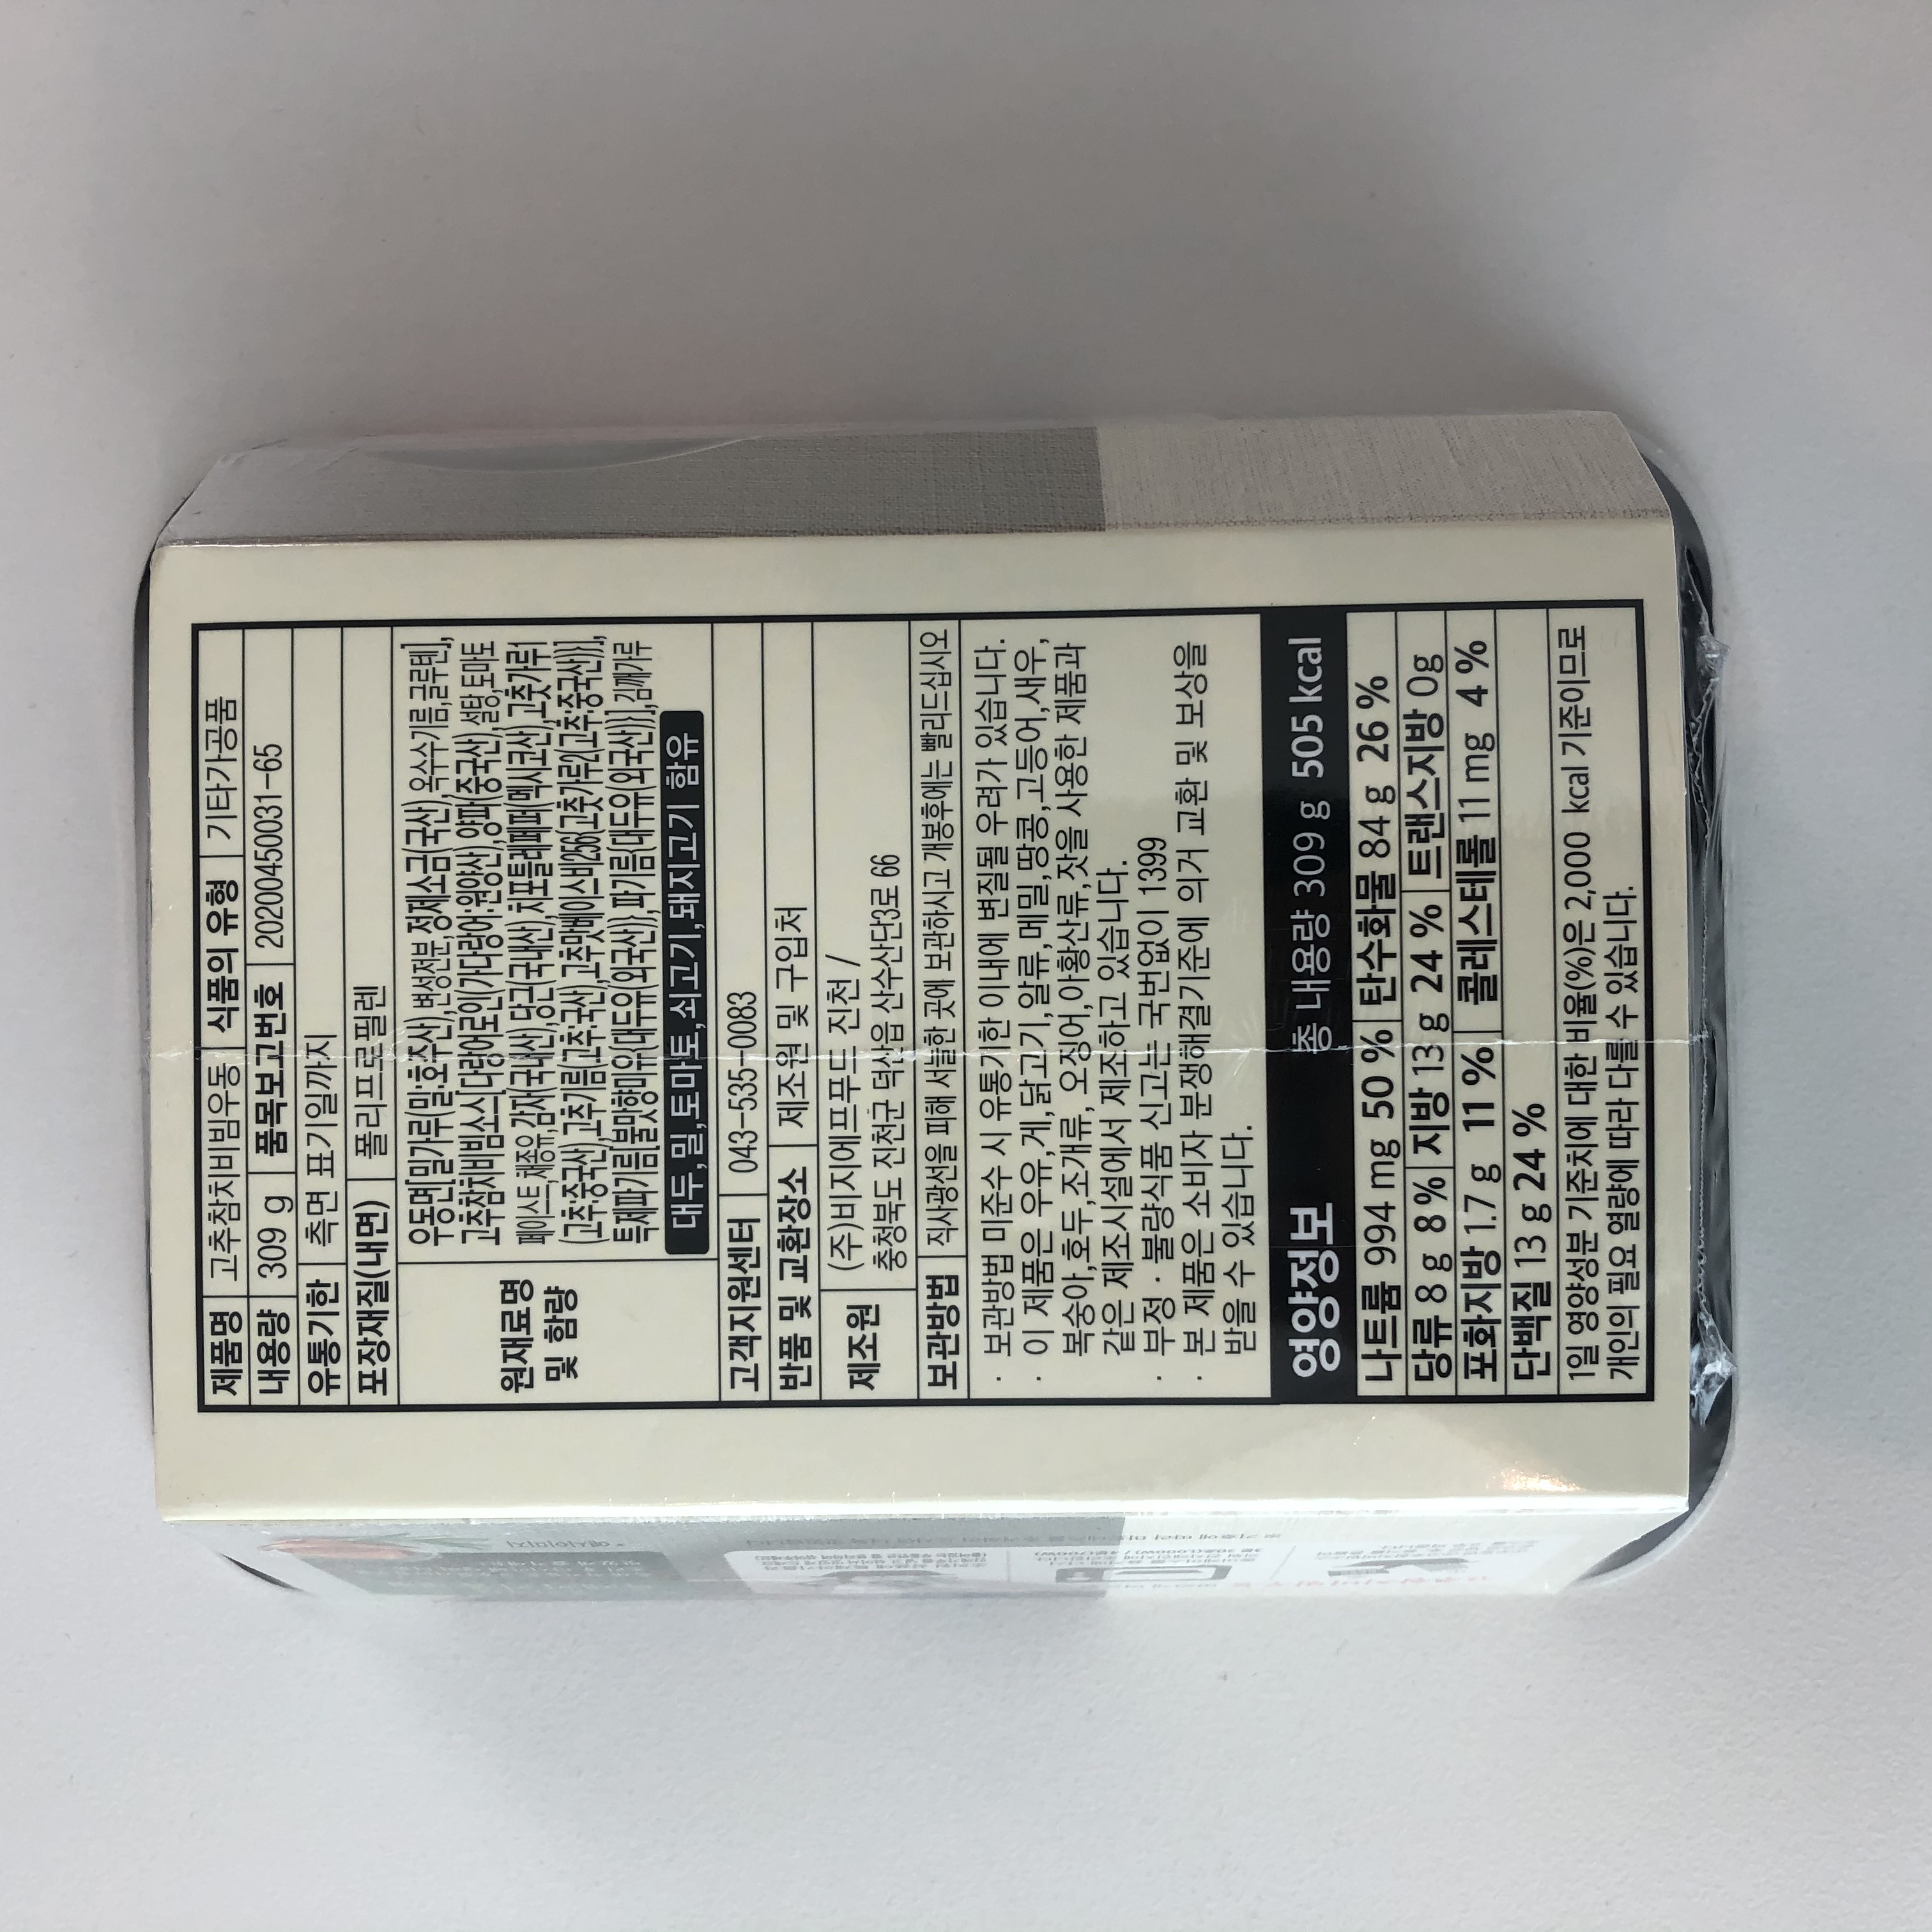 제품명 고추참치비빔우동 식품의 유형 기타가공품
내용량 309 g 품목보고번호 20200450031-65
유통기한 측면 표기일까지
포장재질(내면) 폴리프로필렌
원재료명
및 함량
우동면[밀가루(밀:호주산),변성전분,정제소금(국산),옥수수기름,글루텐],
고추참치비빔소스[다랑어로인(가다랑어:원양산),양파(중국산),설탕,토마토
페이스트,채종유,감자(국내산),당근(국내산),치포틀레페퍼(멕시코산),고춧가루1
(고추:중국산),고추기름{고추:국산},고추맛베이스비256{고춧가루2(고추:중국산)}],
특제파기름[불맛향미유{대두유(외국산)},파기름{대두유(외국산)}],김깨가루
대두,밀,토마토,쇠고기,돼지고기 함유
고객지원센터 043-535-0083
반품 및 교환장소 제조원 및 구입처
제조원 (주)비지에프푸드 진천 /
충청북도 진천군 덕산읍 산수산단3로 66
보관방법 직사광선을 피해 서늘한 곳에 보관하시고 개봉후에는 빨리드십시오
· 보관방법 미준수 시 유통기한 이내에 변질될 우려가 있습니다.
· 이 제품은 우유,게,닭고기,알류,메밀,땅콩,고등어,새우,
복숭아,호두,조개류, 오징어,아황산류,잣을 사용한 제품과
같은 제조시설에서 제조하고 있습니다.
· 부정 · 불량식품 신고는 국번없이 1399
· 본 제품은 소비자 분쟁해결기준에 의거 교환 및 보상을
받을 수 있습니다.
영양정보 총 내용량 309 g 505 kcal
나트륨 994 mg 50 % 탄수화물 84 g 26 %
당류 8 g 8 % 지방 13 g 24 % 트랜스지방 0g
포화지방 1.7 g 11 % 콜레스테롤 11 mg 4 %
단백질 13 g 24 %
1일 영양성분 기준치에 대한 비율(%)은 2,000 kcal 기준이므로
개인의 필요 열량에 따라 다를 수 있습니다.